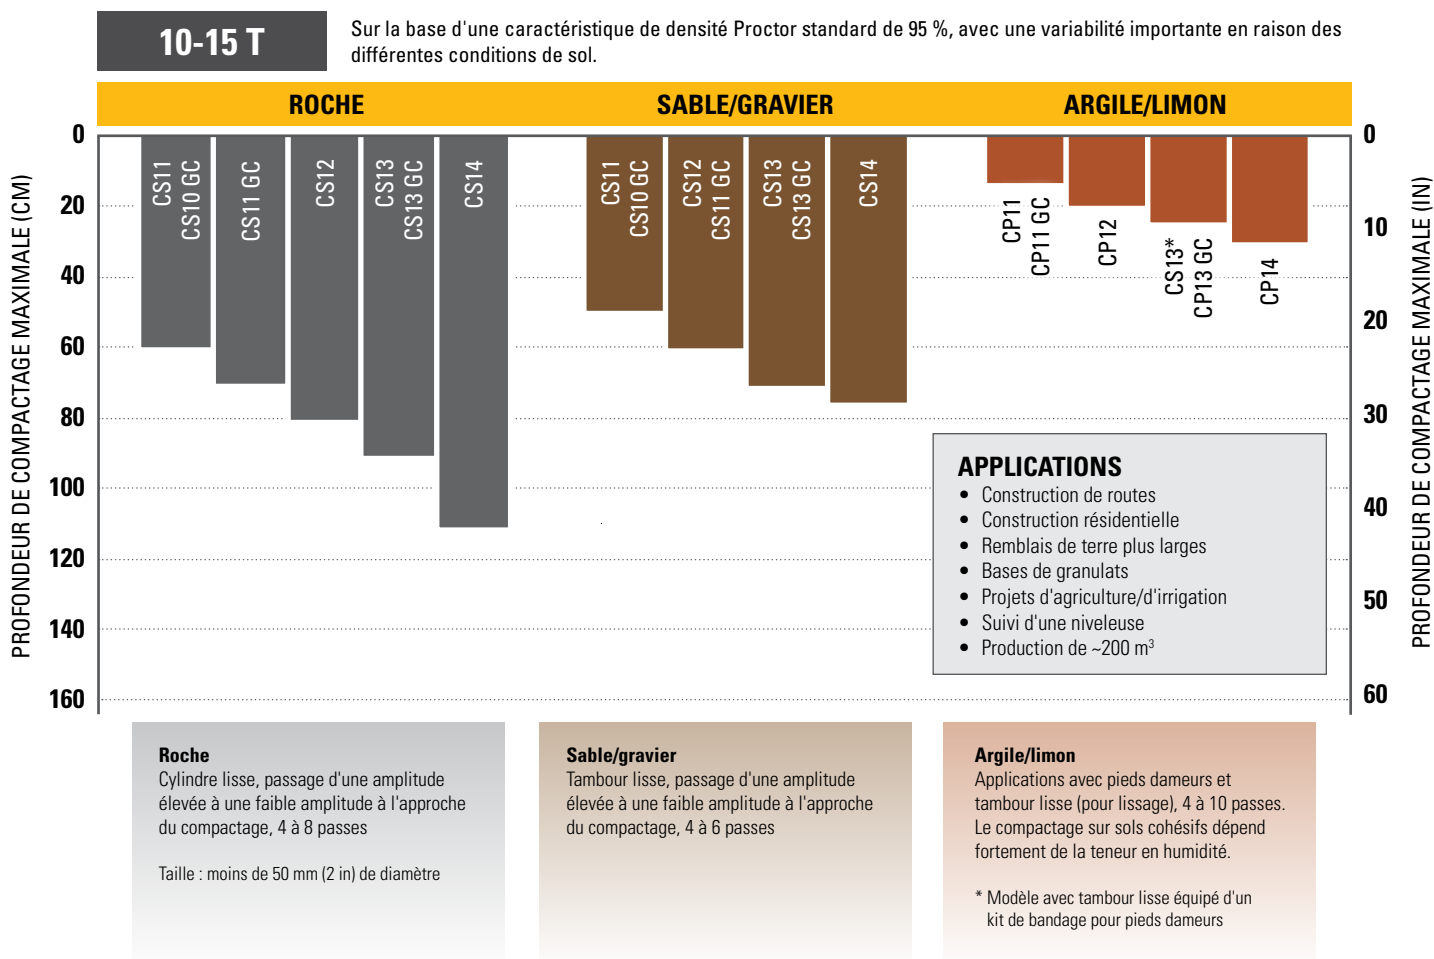 10-15 T
Sur la base d'une caractéristique de densité Proctor standard de 95 %, avec une variabilité importante en raison des
différentes conditions de sol.
ROCHE
SABLE/GRAVIER
ARGILE/LIMON
PROFONDEUR DE COMPACTAGE MAXIMALE (CM)
0
20
40
60
80
100
120
140
160
CS11
CS10 GC
CS11 GC
CS12
CS13
CS13 GC
CS14
CS11
CS10 GC
CS12
CS11 GC
CS13
CS13 GC
CS14
CP11
CP11 GC
CP12
CS13*
CP13 GC
CP14
0
10
20
30
40
50
60
PROFONDEUR DE COMPACTAGE MAXIMALE (IN)
APPLICATIONS
• Construction de routes
• Construction résidentielle
• Remblais de terre plus larges
• Bases de granulats
• Projets d'agriculture/d'irrigation
• Suivi d'une niveleuse
• Production de ~200 m³
Roche
Cylindre lisse, passage d'une amplitude
élevée à une faible amplitude à l'approche
du compactage, 4 à 8 passes
Taille : moins de 50 mm (2 in) de diamètre
Sable/gravier
Tambour lisse, passage d'une amplitude
élevée à une faible amplitude à l'approche
du compactage, 4 à 6 passes
Argile/limon
Applications avec pieds dameurs et
tambour lisse (pour lissage), 4 à 10 passes.
Le compactage sur sols cohésifs dépend
fortement de la teneur en humidité.
* Modèle avec tambour lisse équipé d'un
kit de bandage pour pieds dameurs